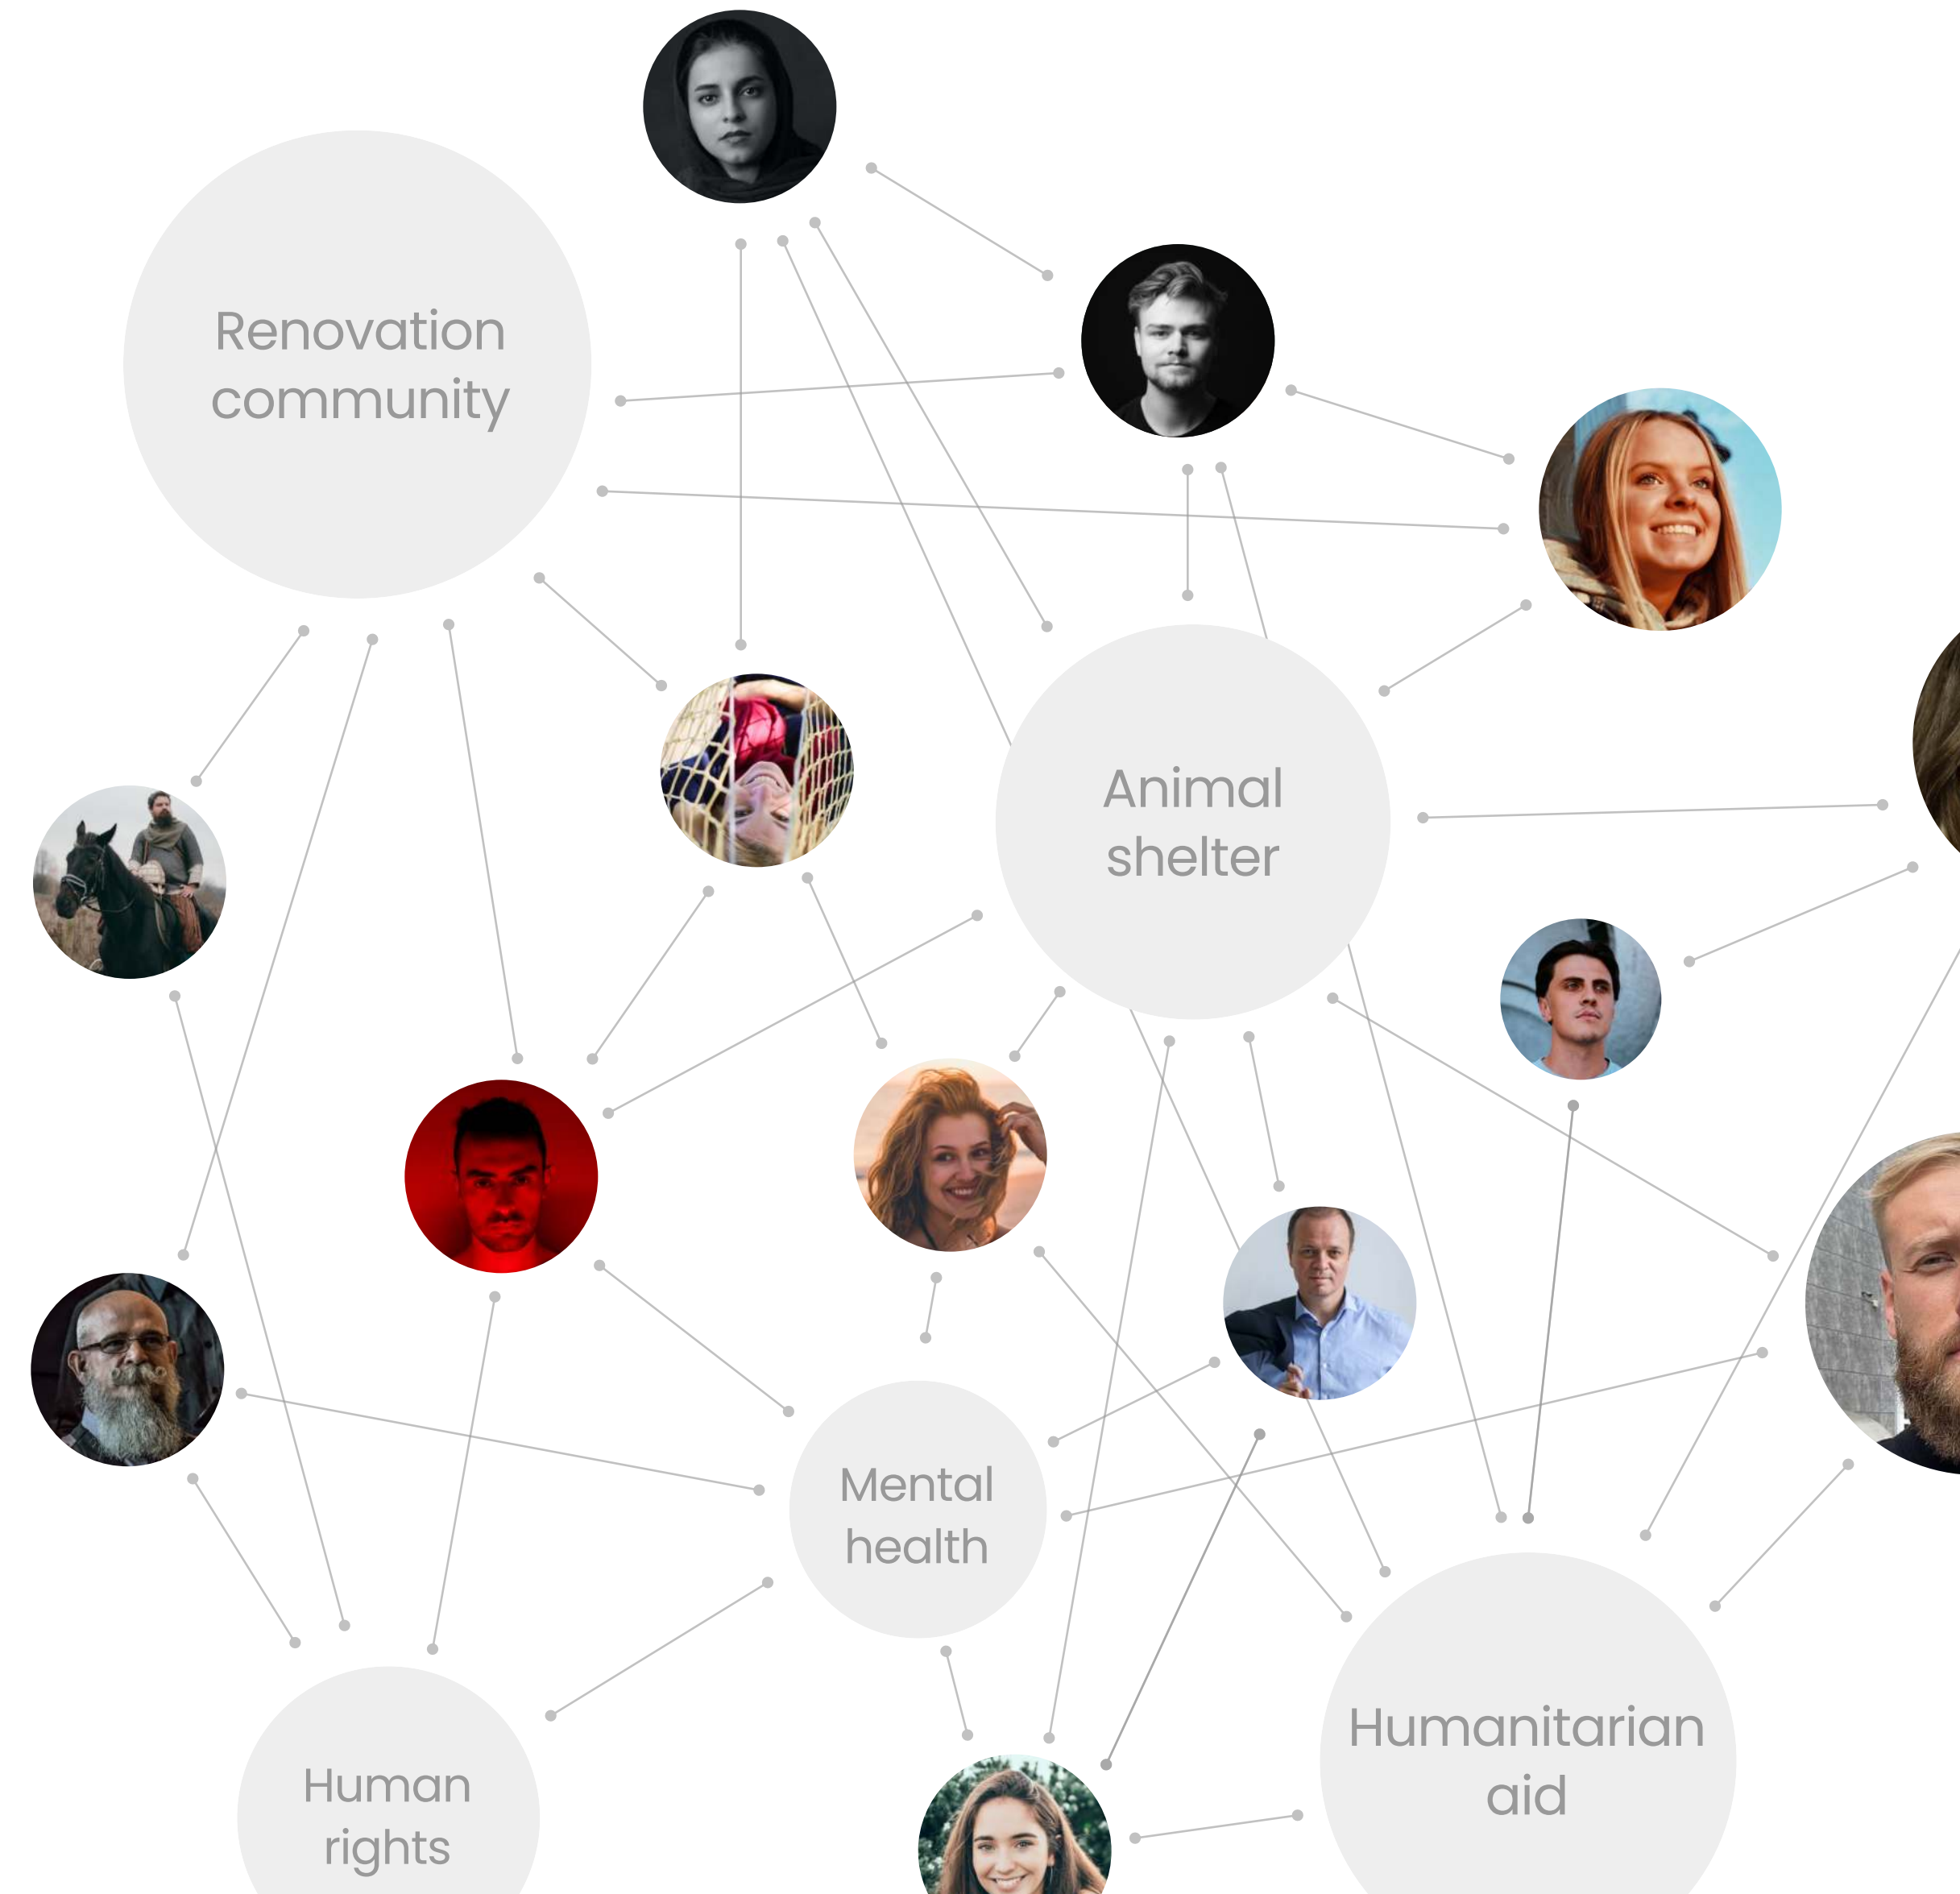 Renovation
community
Animal
shelter
Mental
health
Humanitarian
aid
Human
rights